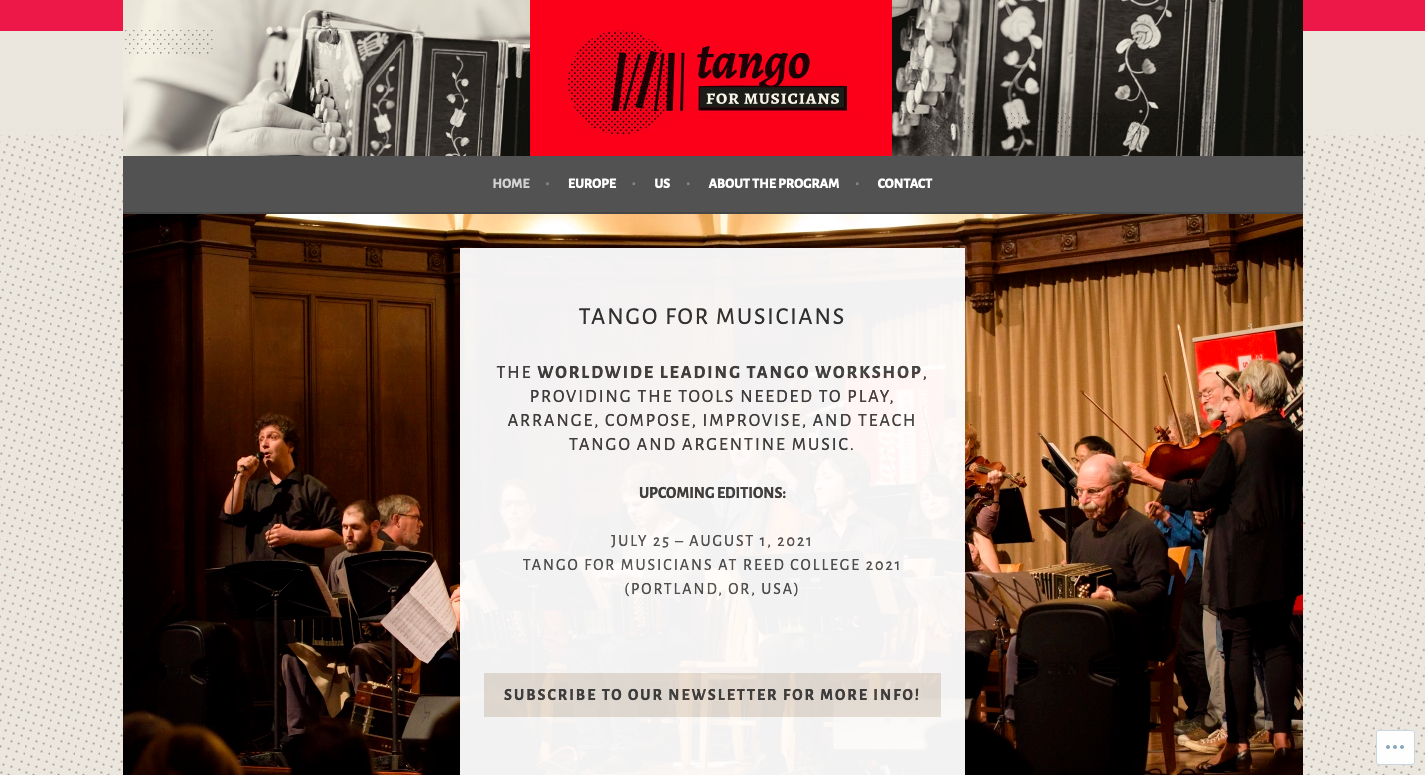 tango
FOR MUSICIANS
HOME
EUROPE
US
ABOUT THE PROGRAM
CONTACT
TANGO FOR MUSICIANS
THE WORLDWIDE LEADING TANGO WORKSHOP,
PROVIDING THE TOOLS NEEDED TO PLAY,
ARRANGE, COMPOSE, IMPROVISE, AND TEACH
TANGO AND ARGENTINE MUSIC.
UPCOMING EDITIONS:
JULY 25 – AUGUST 1, 2021
TANGO FOR MUSICIANS AT REED COLLEGE 2021
(PORTLAND, OR, USA)
SUBSCRIBE TO OUR NEWSLETTER FOR MORE INFO!